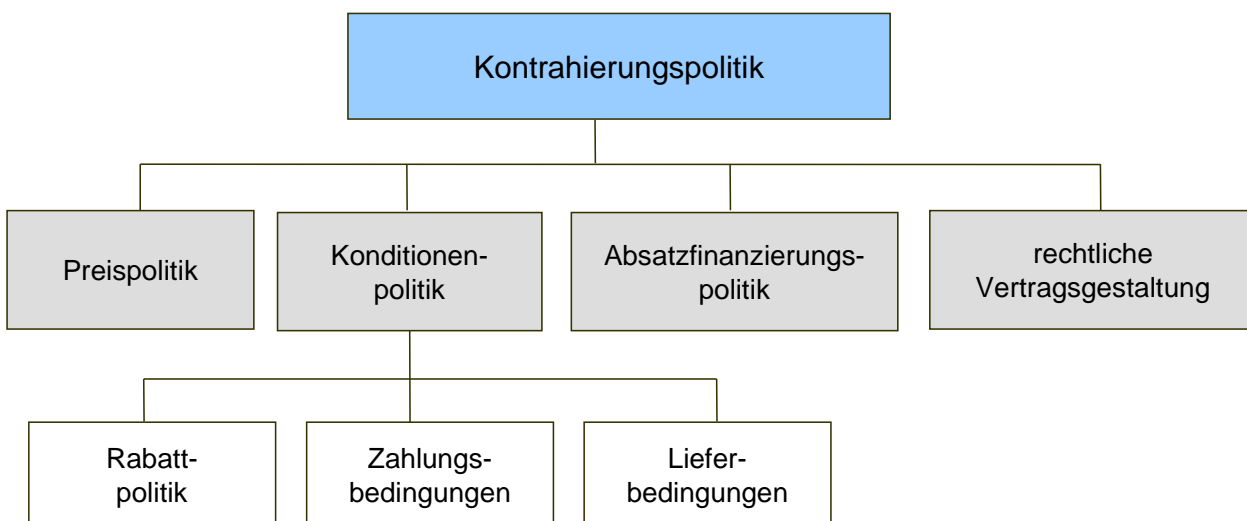 Kontrahierungspolitik
Preispolitik
Konditionen-
politik
Absatzfinanzierungs-
politik
rechtliche
Vertragsgestaltung
Rabatt-
politik
Zahlungs-
bedingungen
Liefer-
bedingungen